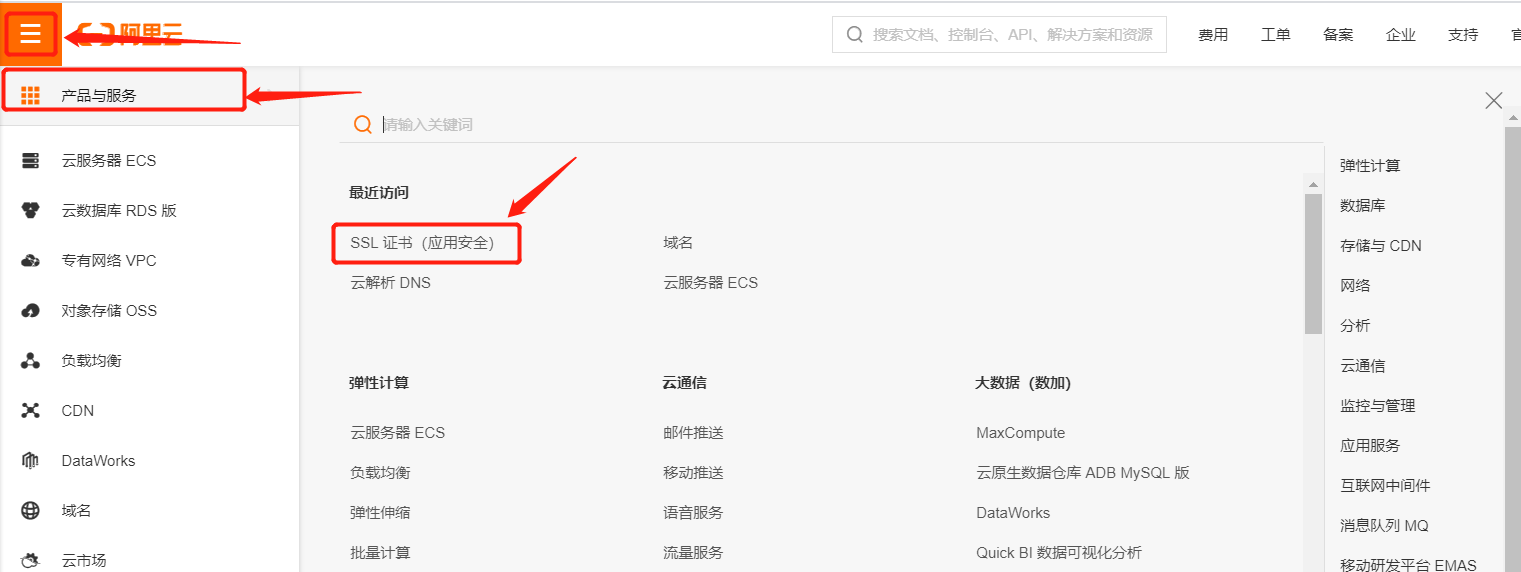 阿里云
搜索文档、控制台、API、解决方案和资源
费用 工单 备案 企业 支持
产品与服务
请输入关键词
云服务器 ECS
云数据库 RDS 版
专有网络 VPC
对象存储 OSS
负载均衡
CDN
DataWorks
域名
云市场
最近访问
SSL 证书（应用安全） 域名
云解析 DNS 云服务器 ECS
弹性计算 云通信 大数据（数加）
云服务器 ECS 邮件推送 MaxCompute
负载均衡 移动推送 云原生数据仓库 ADB MySQL 版
弹性伸缩 语音服务 DataWorks
批量计算 流量服务 Quick BI 数据可视化分析
弹性计算
数据库
存储与 CDN
网络
分析
云通信
监控与管理
应用服务
互联网中间件
消息队列 MQ
移动研发平台 EMAS